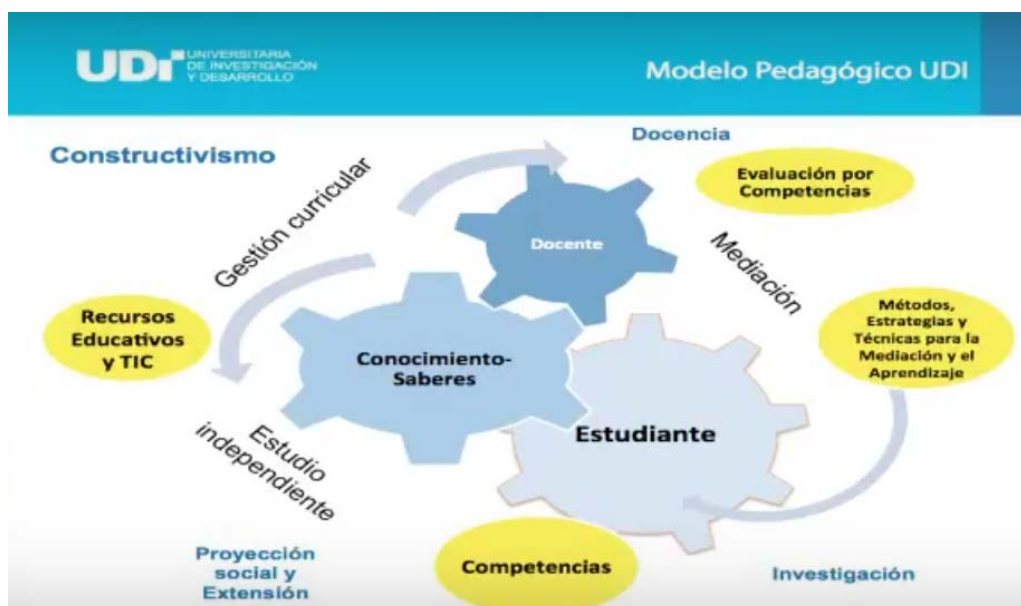 UDI UNIVERSITARIA
DE INVESTIGACIÓN
Y DESARROLLO
Modelo Pedagógico UDI
Constructivismo
Docencia
Evaluación por
Competencias
Gestión curricular
Docente
Mediación
Recursos
Educativos
y TIC
Métodos,
Estrategias y
Técnicas para la
Mediación y el
Aprendizaje
Conocimiento-
Saberes
Estudiante
Estudio
independiente
Proyección
social y
Extensión
Competencias
Investigación